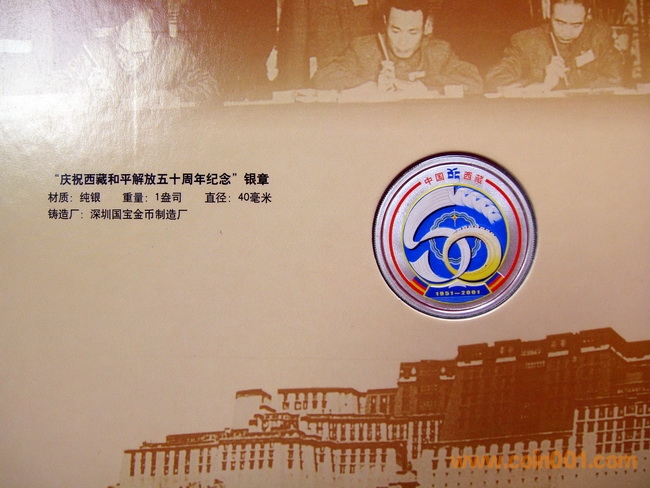 “庆祝西藏和平解放五十周年纪念”银章
材质：纯银 重量：1盎司 直径：40毫米
铸造厂：深圳国宝金币制造厂
中国 西藏
1951-2001
www.coin001.com